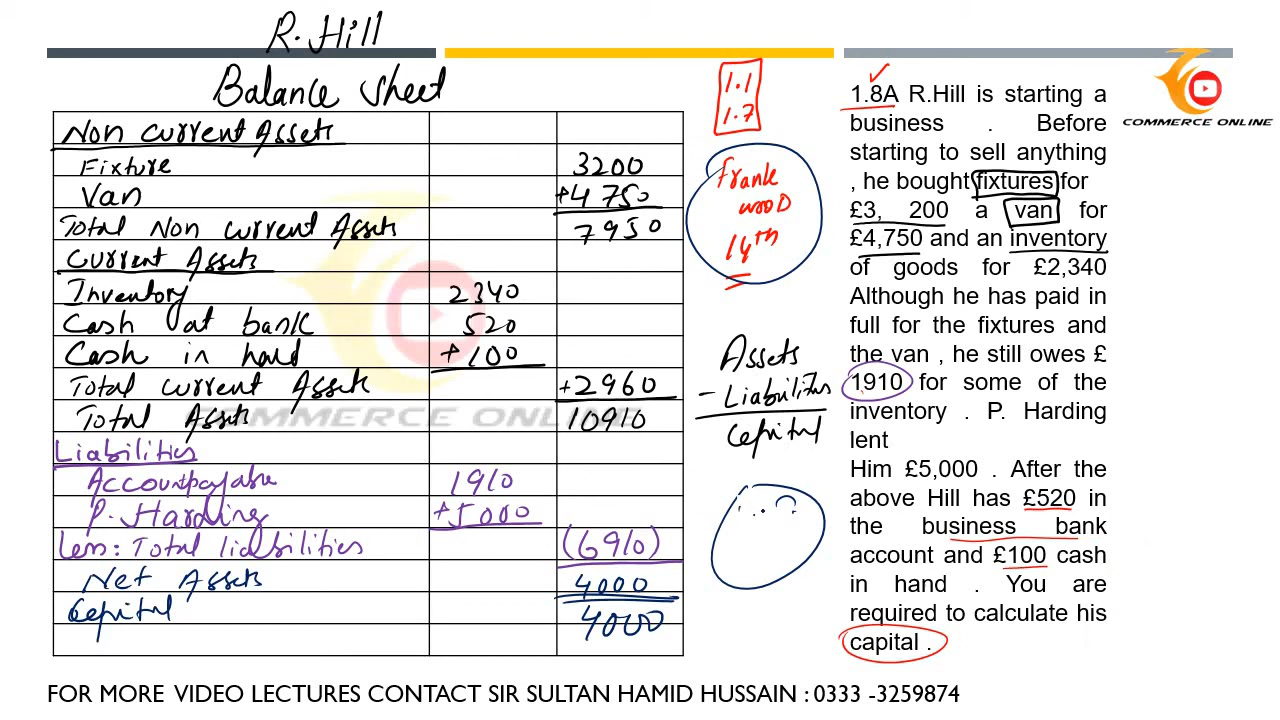 R. Hill
Balance Sheet
Non current Assets
Fixture 3200
Van +4750
Total Non current Assets 7950
Current Assets
Inventory 2340
Cash at bank 520
Cash in hand +100
Total current Assets +2960
Total Assets 10910
Liabilities
Accountpayable 1910
P. Harding +5000
Less: Total liabilities (6910)
Net Assets 4000
Capital 4000
1.1
1.7
Frank
wood
14th
Assets
- Liabilities
Capital
1.8A R.Hill is starting a
business . Before
starting to sell anything
, he bought fixtures for
£3, 200 a van for
£4,750 and an inventory
of goods for £2,340
Although he has paid in
full for the fixtures and
the van , he still owes £
1910 for some of the
inventory . P. Harding
lent
Him £5,000 . After the
above Hill has £520 in
the business bank
account and £100 cash
in hand . You are
required to calculate his
capital .
COMMERCE ONLINE
COMMERCE ONLINE
FOR MORE VIDEO LECTURES CONTACT SIR SULTAN HAMID HUSSAIN : 0333 -3259874